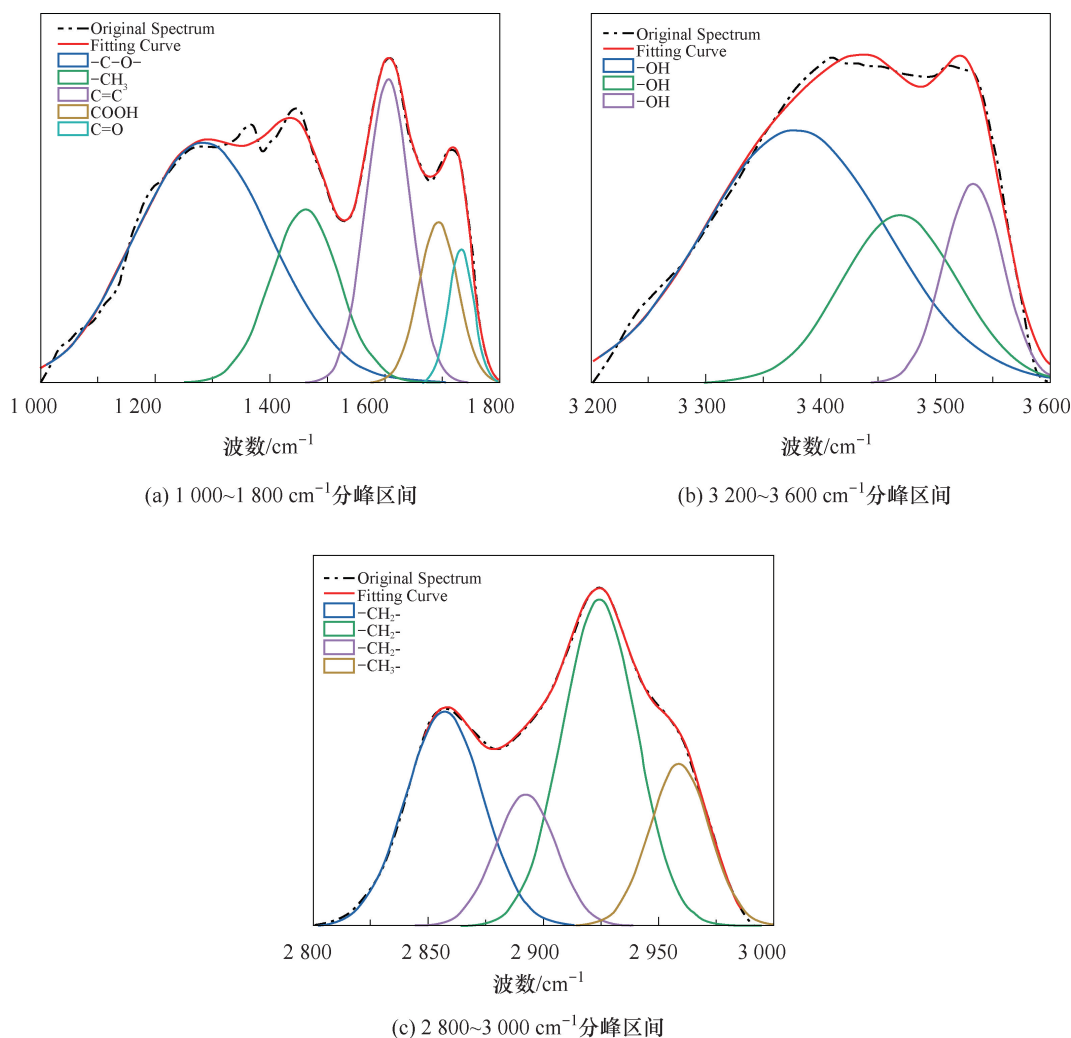 Original Spectrum
Fitting Curve
−C−O−
−CH3
C=C
COOH
C=O
1 000 1 200 1 400 1 600 1 800
波数/cm⁻¹
(a) 1 000~1 800 cm⁻¹分峰区间
Original Spectrum
Fitting Curve
−OH
−OH
−OH
3 200 3 300 3 400 3 500 3 600
波数/cm⁻¹
(b) 3 200~3 600 cm⁻¹分峰区间
Original Spectrum
Fitting Curve
−CH₂-
−CH₂-
−CH₂-
−CH₃-
2 800 2 850 2 900 2 950 3 000
波数/cm⁻¹
(c) 2 800~3 000 cm⁻¹分峰区间